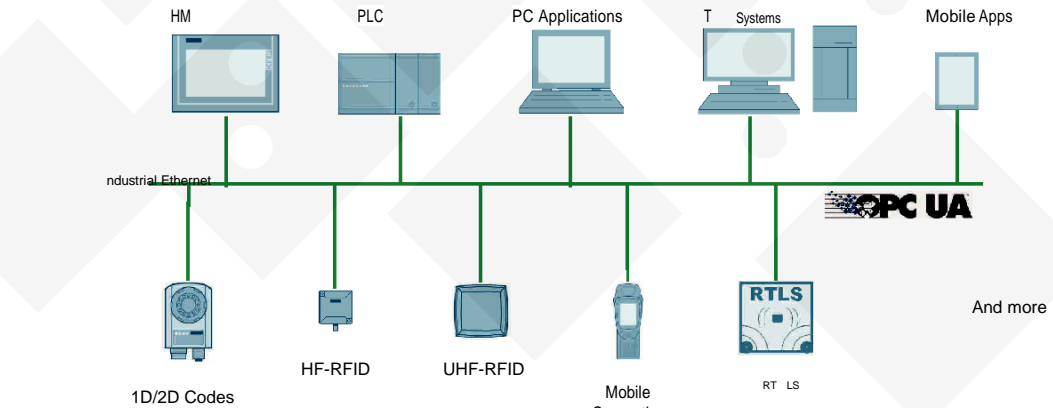 HM
PLC
PC Applications
T Systems
Mobile Apps
ndustrial Ethernet
OPC UA
RTLS
And more
HF-RFID
UHF-RFID
1D/2D Codes
Mobile
RT LS